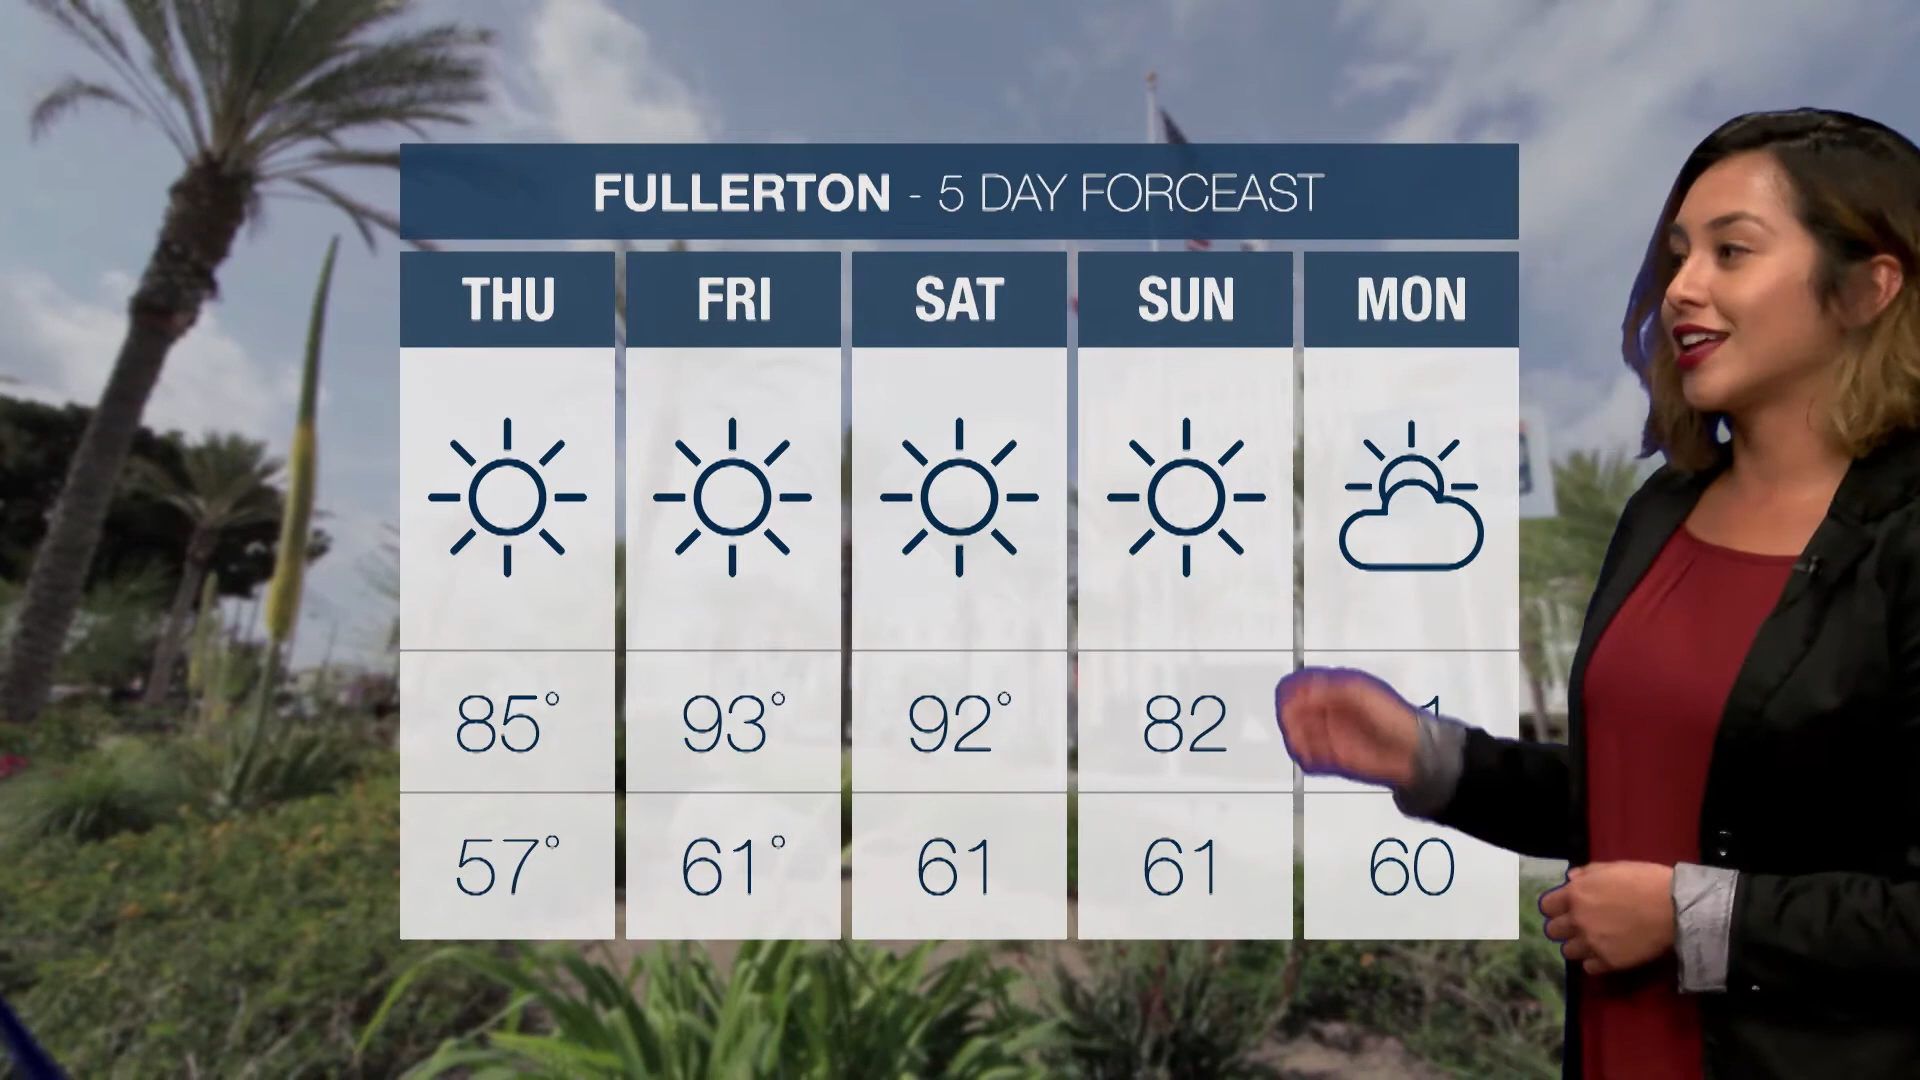 FULLERTON - 5 DAY FORCEAST
THU FRI SAT SUN MON
85° 93° 92° 82
57° 61° 61 61 60